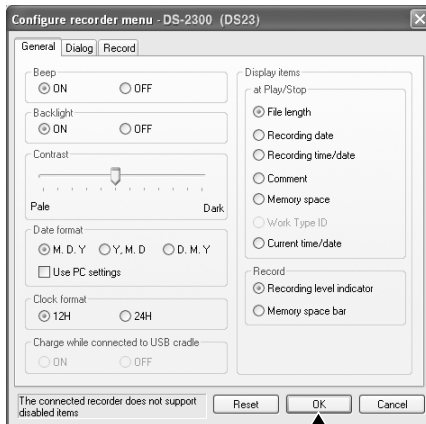 Configure recorder menu - DS-2300 (DS23)
General Dialog Record
Beep
ON OFF
Backlight
ON OFF
Contrast
Pale Dark
Date format
M. D. Y Y, M. D D. M. Y
Use PC settings
Clock format
12H 24H
Charge while connected to USB cradle
ON OFF
Display items
at Play/Stop
File length
Recording date
Recording time/date
Comment
Memory space
Work Type ID
Current time/date
Record
Recording level indicator
Memory space bar
The connected recorder does not support
disabled items
Reset OK Cancel